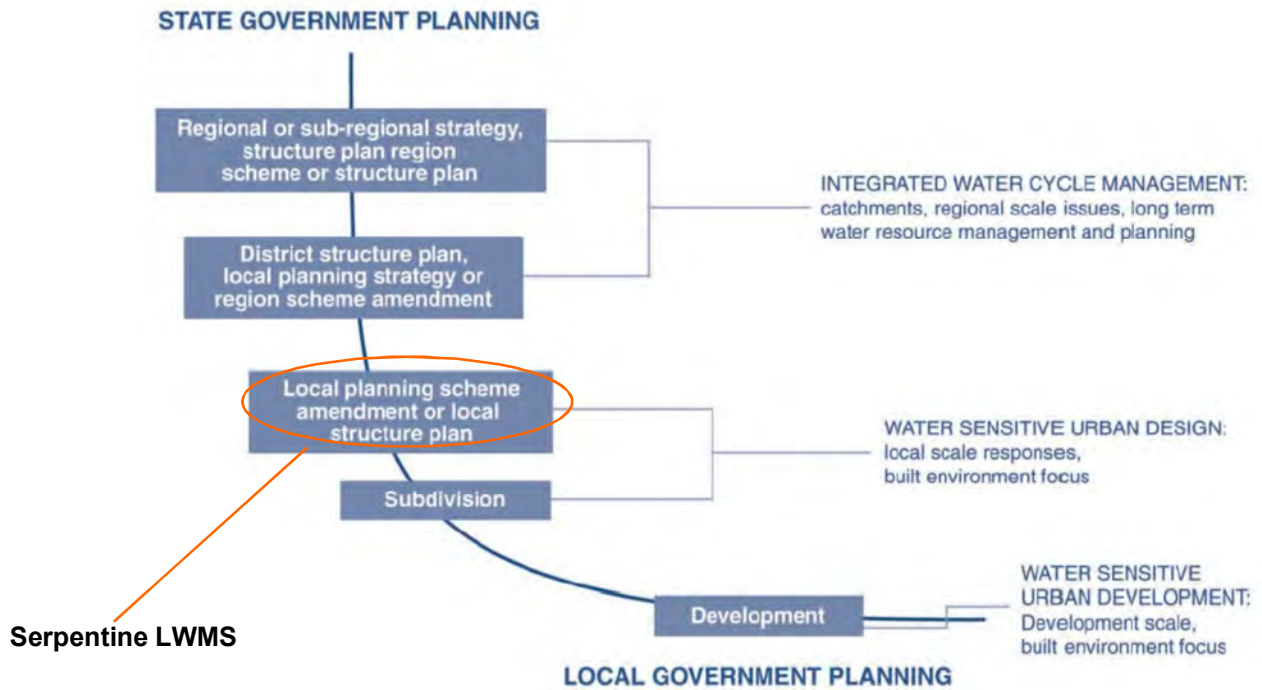 STATE GOVERNMENT PLANNING
Regional or sub-regional strategy,
structure plan region
scheme or structure plan
INTEGRATED WATER CYCLE MANAGEMENT:
catchments, regional scale issues, long term
water resource management and planning
District structure plan,
local planning strategy or
region scheme amendment
Local planning scheme
amendment or local
structure plan
WATER SENSITIVE URBAN DESIGN:
local scale responses,
built environment focus
Subdivision
WATER SENSITIVE
URBAN DEVELOPMENT:
Development scale,
built environment focus
Development
Serpentine LWMS
LOCAL GOVERNMENT PLANNING